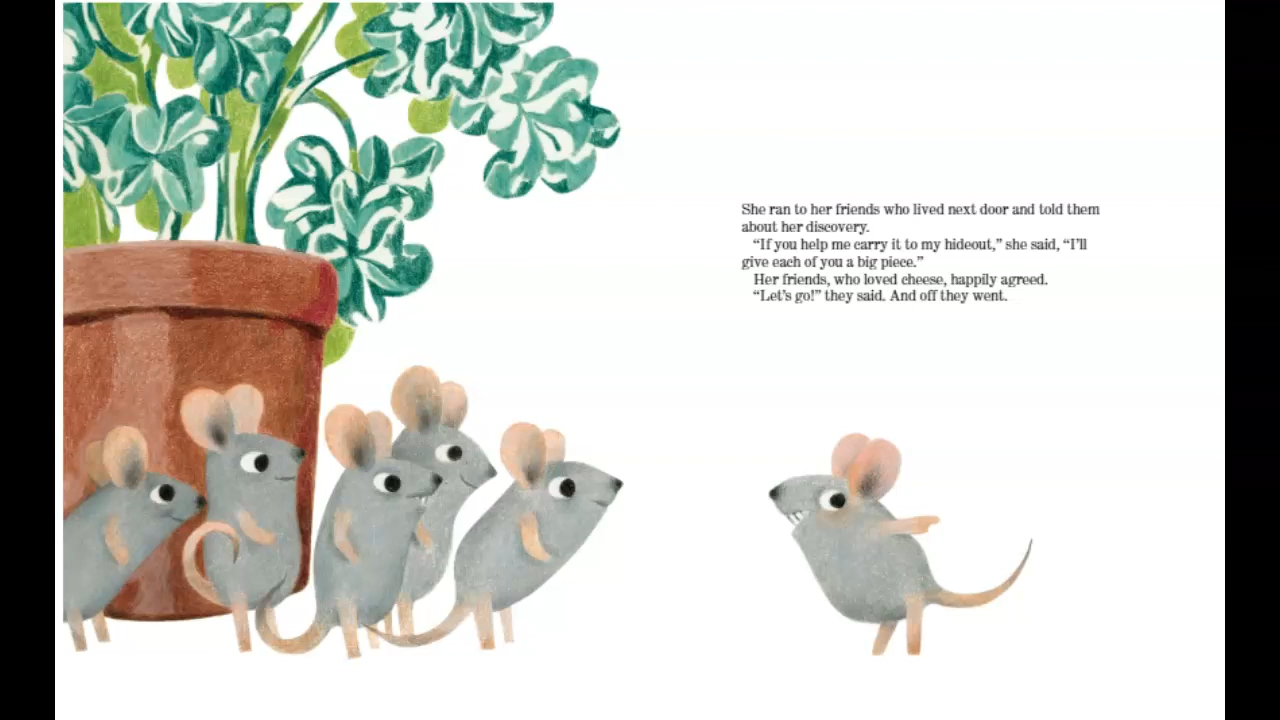 She ran to her friends who lived next door and told them
about her discovery.
“If you help me carry it to my hideout,” she said, “I’ll
give each of you a big piece.”
Her friends, who loved cheese, happily agreed.
“Let’s go!” they said. And off they went.